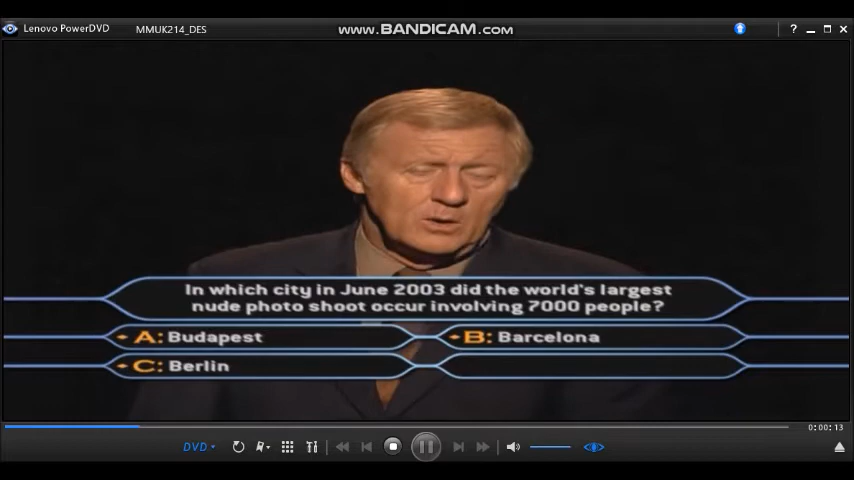 Lenovo PowerDVD
MMUK214_DES
www.BANDICAM.com
?
In which city in June 2003 did the world's largest
nude photo shoot occur involving 7000 people?
A: Budapest
B: Barcelona
C: Berlin
0:00:13
DVD